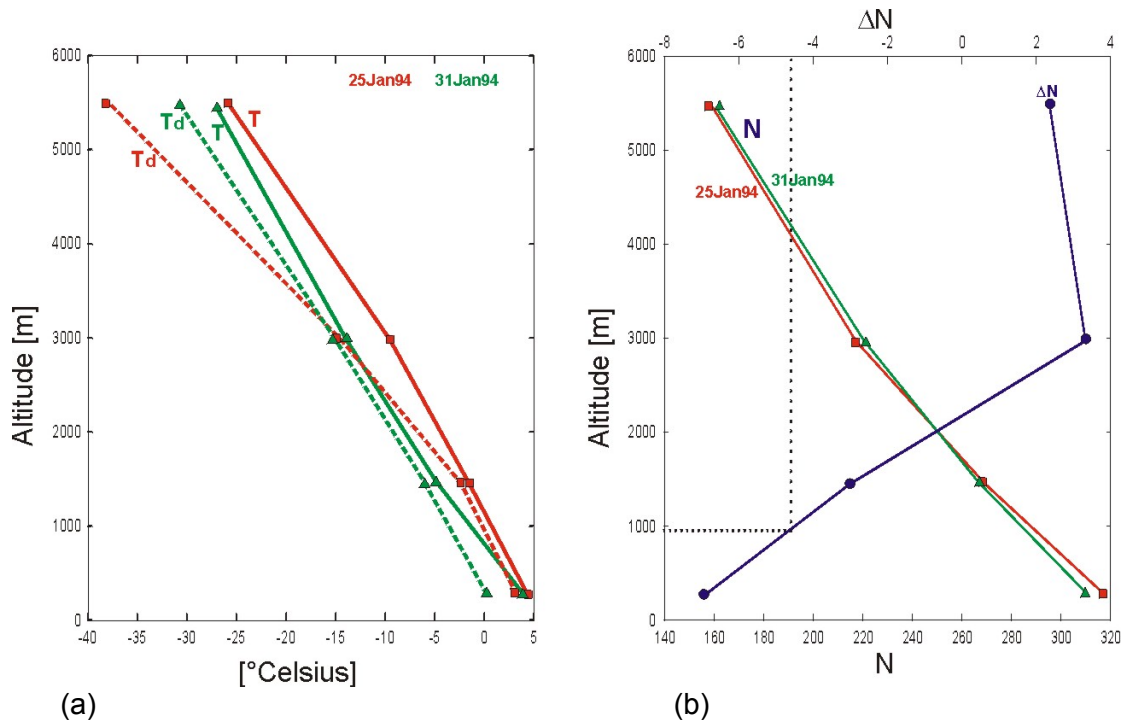 25Jan94 31Jan94
Td T
Td
T
6000
5000
4000
3000
2000
1000
0
-40 -35 -30 -25 -20 -15 -10 -5 0 5
Altitude [m]
[°Celsius]
(a)
ΔN
-8 -6 -4 -2 0 2 4
ΔN
N
31Jan94
25Jan94
6000
5000
4000
3000
2000
1000
0
140 160 180 200 220 240 260 280 300 320
Altitude [m]
N
(b)